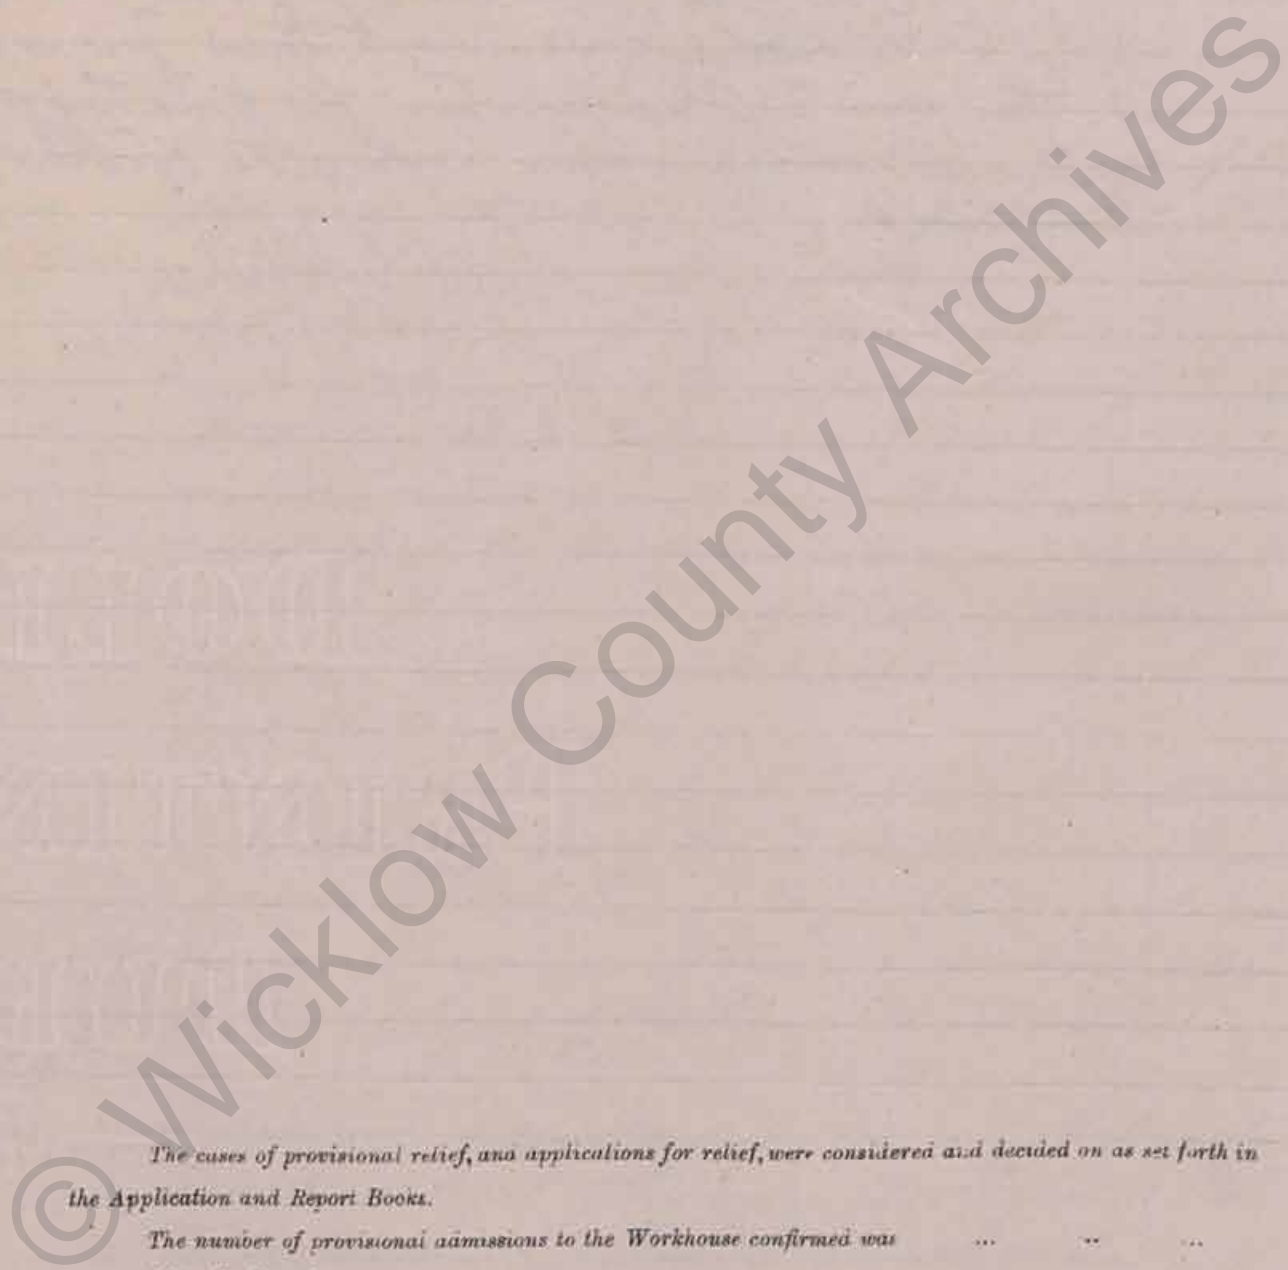 © Wicklow County Archives
The cases of provisional relief, and applications for relief, were considered and decided on as set forth in
the Application and Report Books.
The number of provisional admissions to the Workhouse confirmed was ... .. ...